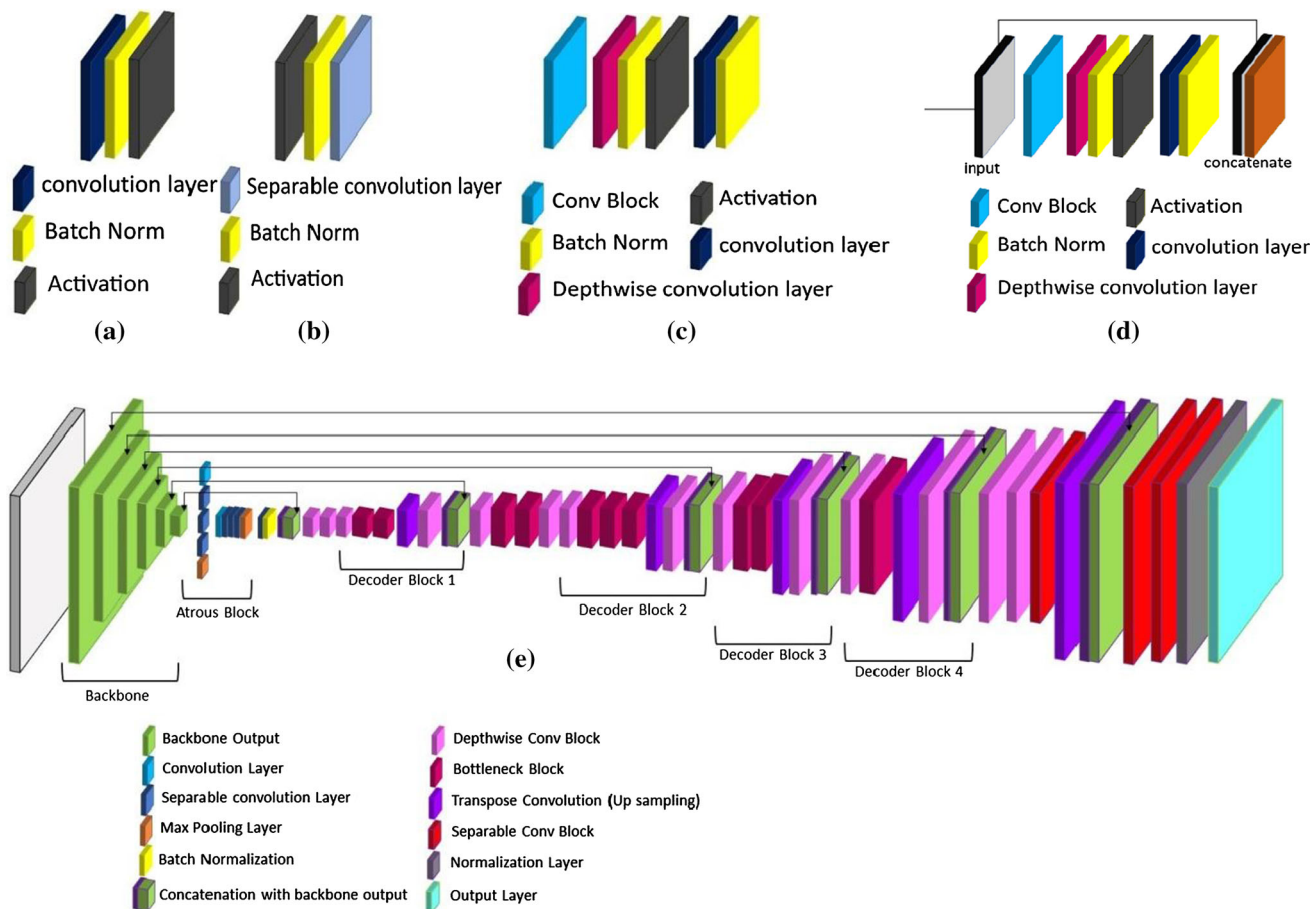 convolution layer
Batch Norm
Activation
(a)
Separable convolution layer
Batch Norm
Activation
(b)
Conv Block
Activation
Batch Norm
convolution layer
Depthwise convolution layer
(c)
input
concatenate
Conv Block
Activation
Batch Norm
convolution layer
Depthwise convolution layer
(d)
Backbone
Atrous Block
Decoder Block 1
Decoder Block 2
Decoder Block 3
Decoder Block 4
(e)
Backbone Output
Convolution Layer
Separable convolution Layer
Max Pooling Layer
Batch Normalization
Concatenation with backbone output
Depthwise Conv Block
Bottleneck Block
Transpose Convolution (Up sampling)
Separable Conv Block
Normalization Layer
Output Layer